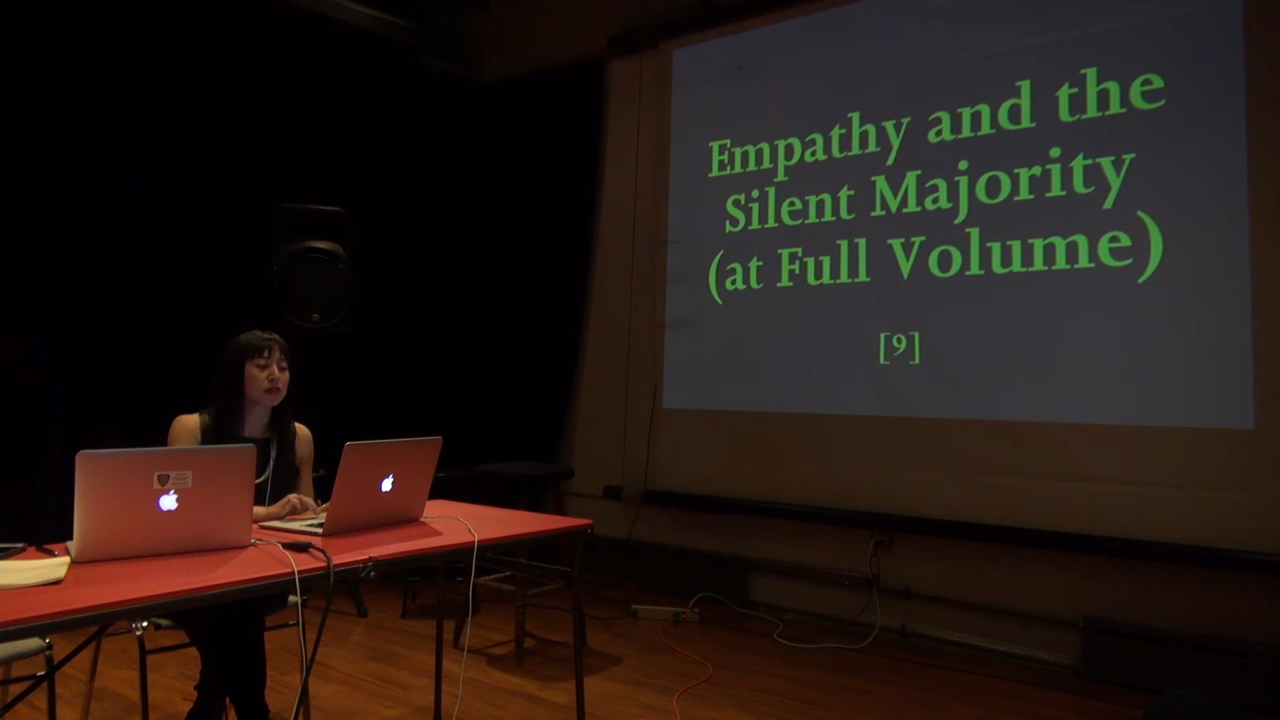 Empathy and the
Silent Majority
(at Full Volume)
[9]